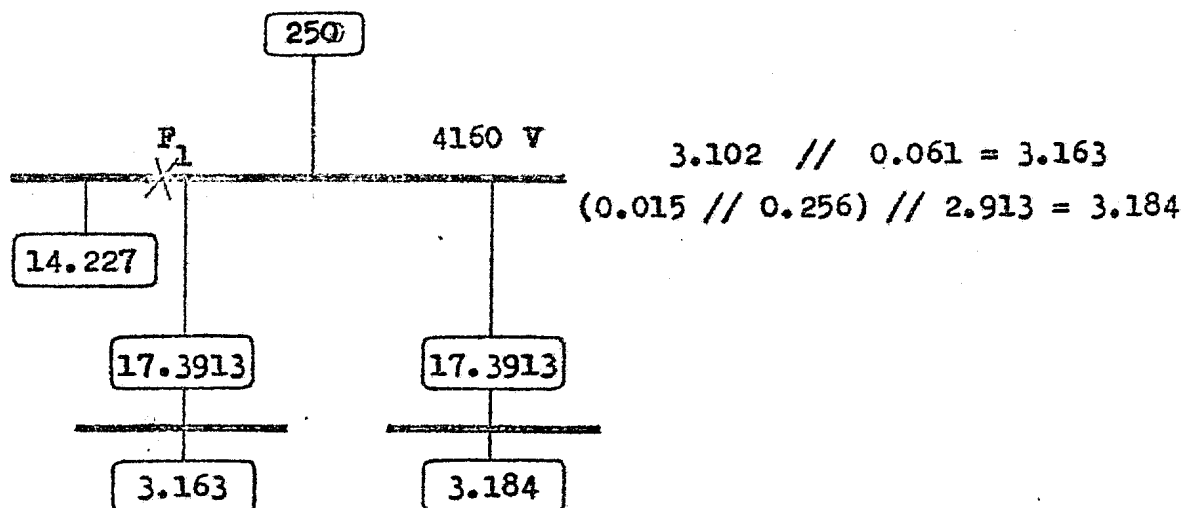 250
F1
4160 V
3.102 // 0.061 = 3.163
(0.015 // 0.256) // 2.913 = 3.184
14.227
17.3913
17.3913
3.163
3.184